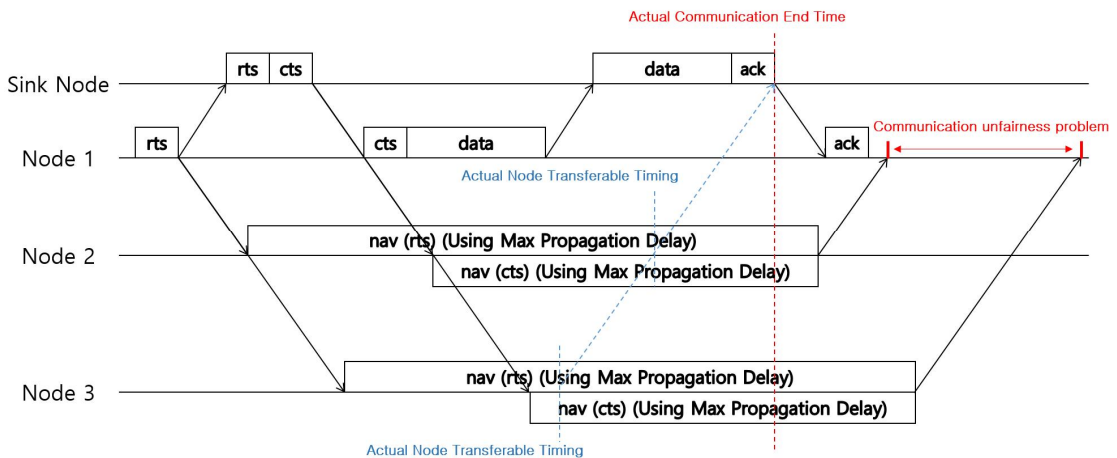 Actual Communication End Time
Sink Node
rts
cts
data
ack
Node 1
rts
cts
data
ack
Communication unfairness problem
Actual Node Transferable Timing
Node 2
nav (rts) (Using Max Propagation Delay)
nav (cts) (Using Max Propagation Delay)
Node 3
nav (rts) (Using Max Propagation Delay)
nav (cts) (Using Max Propagation Delay)
Actual Node Transferable Timing